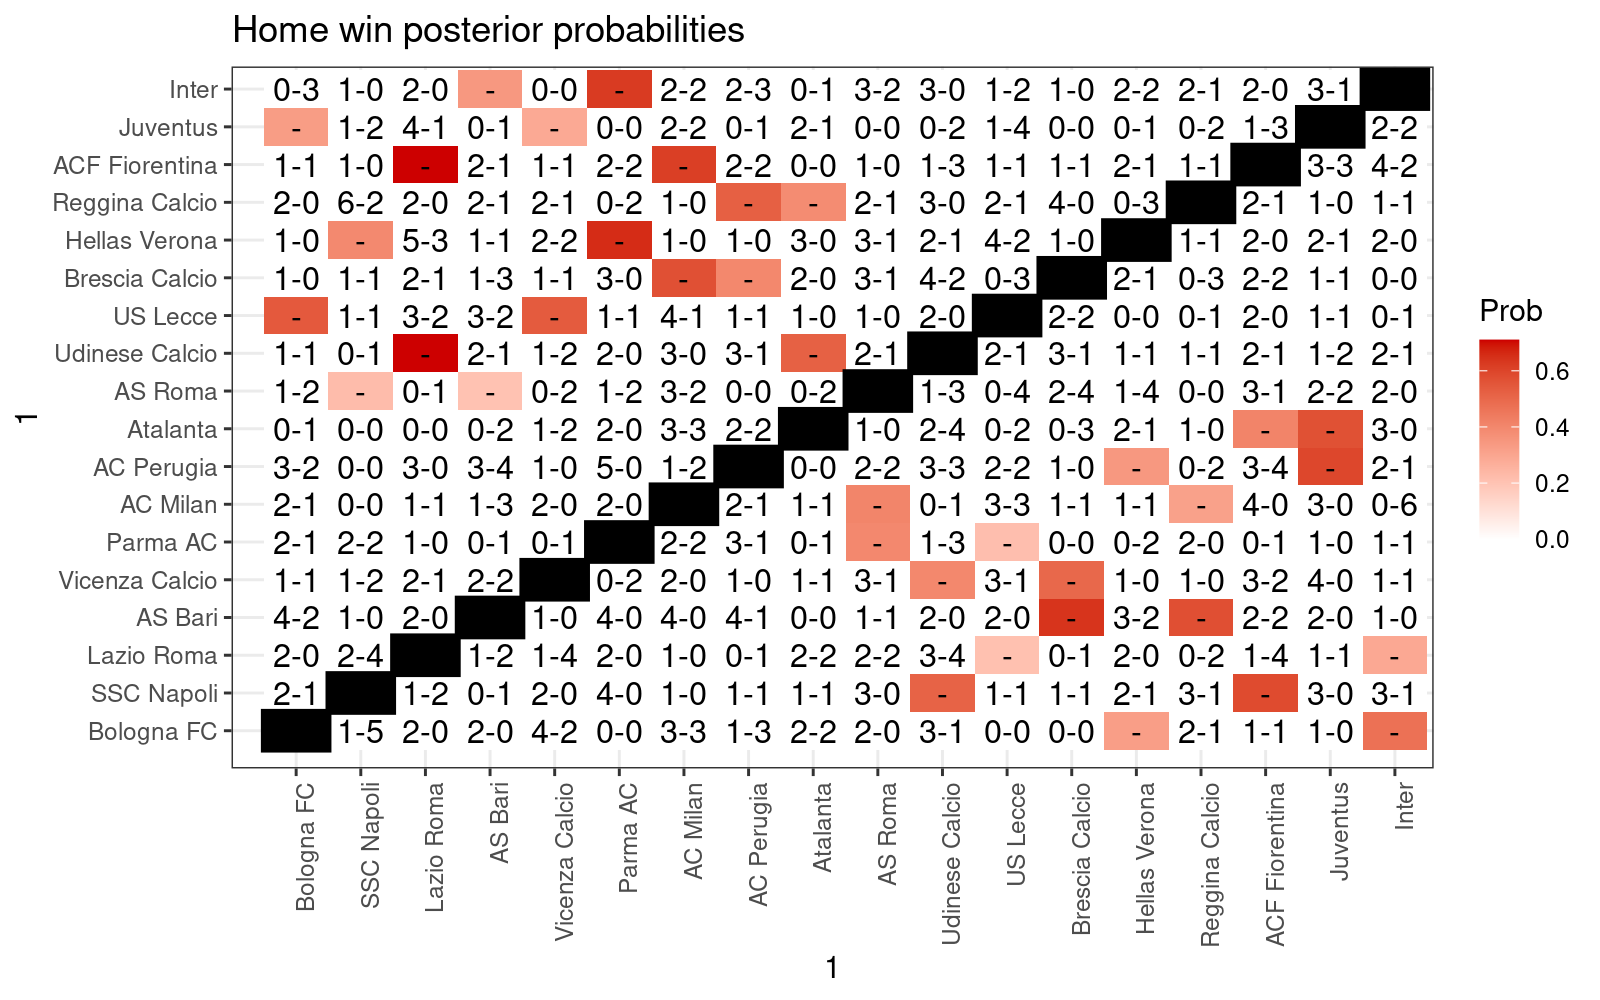 Home win posterior probabilities
Inter 0-3 1-0 2-0 - 0-0 - 2-2 2-3 0-1 3-2 3-0 1-2 1-0 2-2 2-1 2-0 3-1
Juventus - 1-2 4-1 0-1 - 0-0 2-2 0-1 2-1 0-0 0-2 1-4 0-0 0-1 0-2 1-3 2-2
ACF Fiorentina 1-1 1-0 - 2-1 1-1 2-2 - 2-2 0-0 1-0 1-3 1-1 1-1 2-1 1-1 3-3 4-2
Reggina Calcio 2-0 6-2 2-0 2-1 2-1 0-2 1-0 - - 2-1 3-0 2-1 4-0 0-3 2-1 1-0 1-1
Hellas Verona 1-0 - 5-3 1-1 2-2 - 1-0 1-0 3-0 3-1 2-1 4-2 1-0 1-1 2-0 2-1 2-0
Brescia Calcio 1-0 1-1 2-1 1-3 1-1 3-0 - - 2-0 3-1 4-2 0-3 2-1 0-3 2-2 1-1 0-0
US Lecce - 1-1 3-2 3-2 - 1-1 4-1 1-1 1-0 1-0 2-0 2-2 0-0 0-1 2-0 1-1 0-1
Udinese Calcio 1-1 0-1 - 2-1 1-2 2-0 3-0 3-1 - 2-1 2-1 3-1 1-1 1-1 2-1 1-2 2-1
AS Roma 1-2 - 0-1 - 0-2 1-2 3-2 0-0 0-2 1-3 0-4 2-4 1-4 0-0 3-1 2-2 2-0
Atalanta 0-1 0-0 0-0 0-2 1-2 2-0 3-3 2-2 1-0 2-4 0-2 0-3 2-1 1-0 - - 3-0
AC Perugia 3-2 0-0 3-0 3-4 1-0 5-0 1-2 0-0 2-2 3-3 2-2 1-0 - 0-2 3-4 - 2-1
AC Milan 2-1 0-0 1-1 1-3 2-0 2-0 2-1 1-1 - 0-1 3-3 1-1 1-1 - 4-0 3-0 0-6
Parma AC 2-1 2-2 1-0 0-1 0-1 2-2 3-1 0-1 - 1-3 - 0-0 0-2 2-0 0-1 1-0 1-1
Vicenza Calcio 1-1 1-2 2-1 2-2 0-2 2-0 1-0 1-1 3-1 - 3-1 - 1-0 1-0 3-2 4-0 1-1
AS Bari 4-2 1-0 2-0 1-0 4-0 4-0 4-1 0-0 1-1 2-0 2-0 - 3-2 - 2-2 2-0 1-0
Lazio Roma 2-0 2-4 1-2 1-4 2-0 1-0 0-1 2-2 2-2 3-4 - 0-1 2-0 0-2 1-4 1-1 -
SSC Napoli 2-1 1-2 0-1 2-0 4-0 1-0 1-1 1-1 3-0 - 1-1 1-1 2-1 3-1 - 3-0 3-1
Bologna FC 1-5 2-0 2-0 4-2 0-0 3-3 1-3 2-2 2-0 3-1 0-0 0-0 - 2-1 1-1 1-0 -
1
Bologna FC
SSC Napoli
Lazio Roma
AS Bari
Vicenza Calcio
Parma AC
AC Milan
AC Perugia
Atalanta
AS Roma
Udinese Calcio
US Lecce
Brescia Calcio
Hellas Verona
Reggina Calcio
ACF Fiorentina
Juventus
Inter
1
Prob
0.6
0.4
0.2
0.0